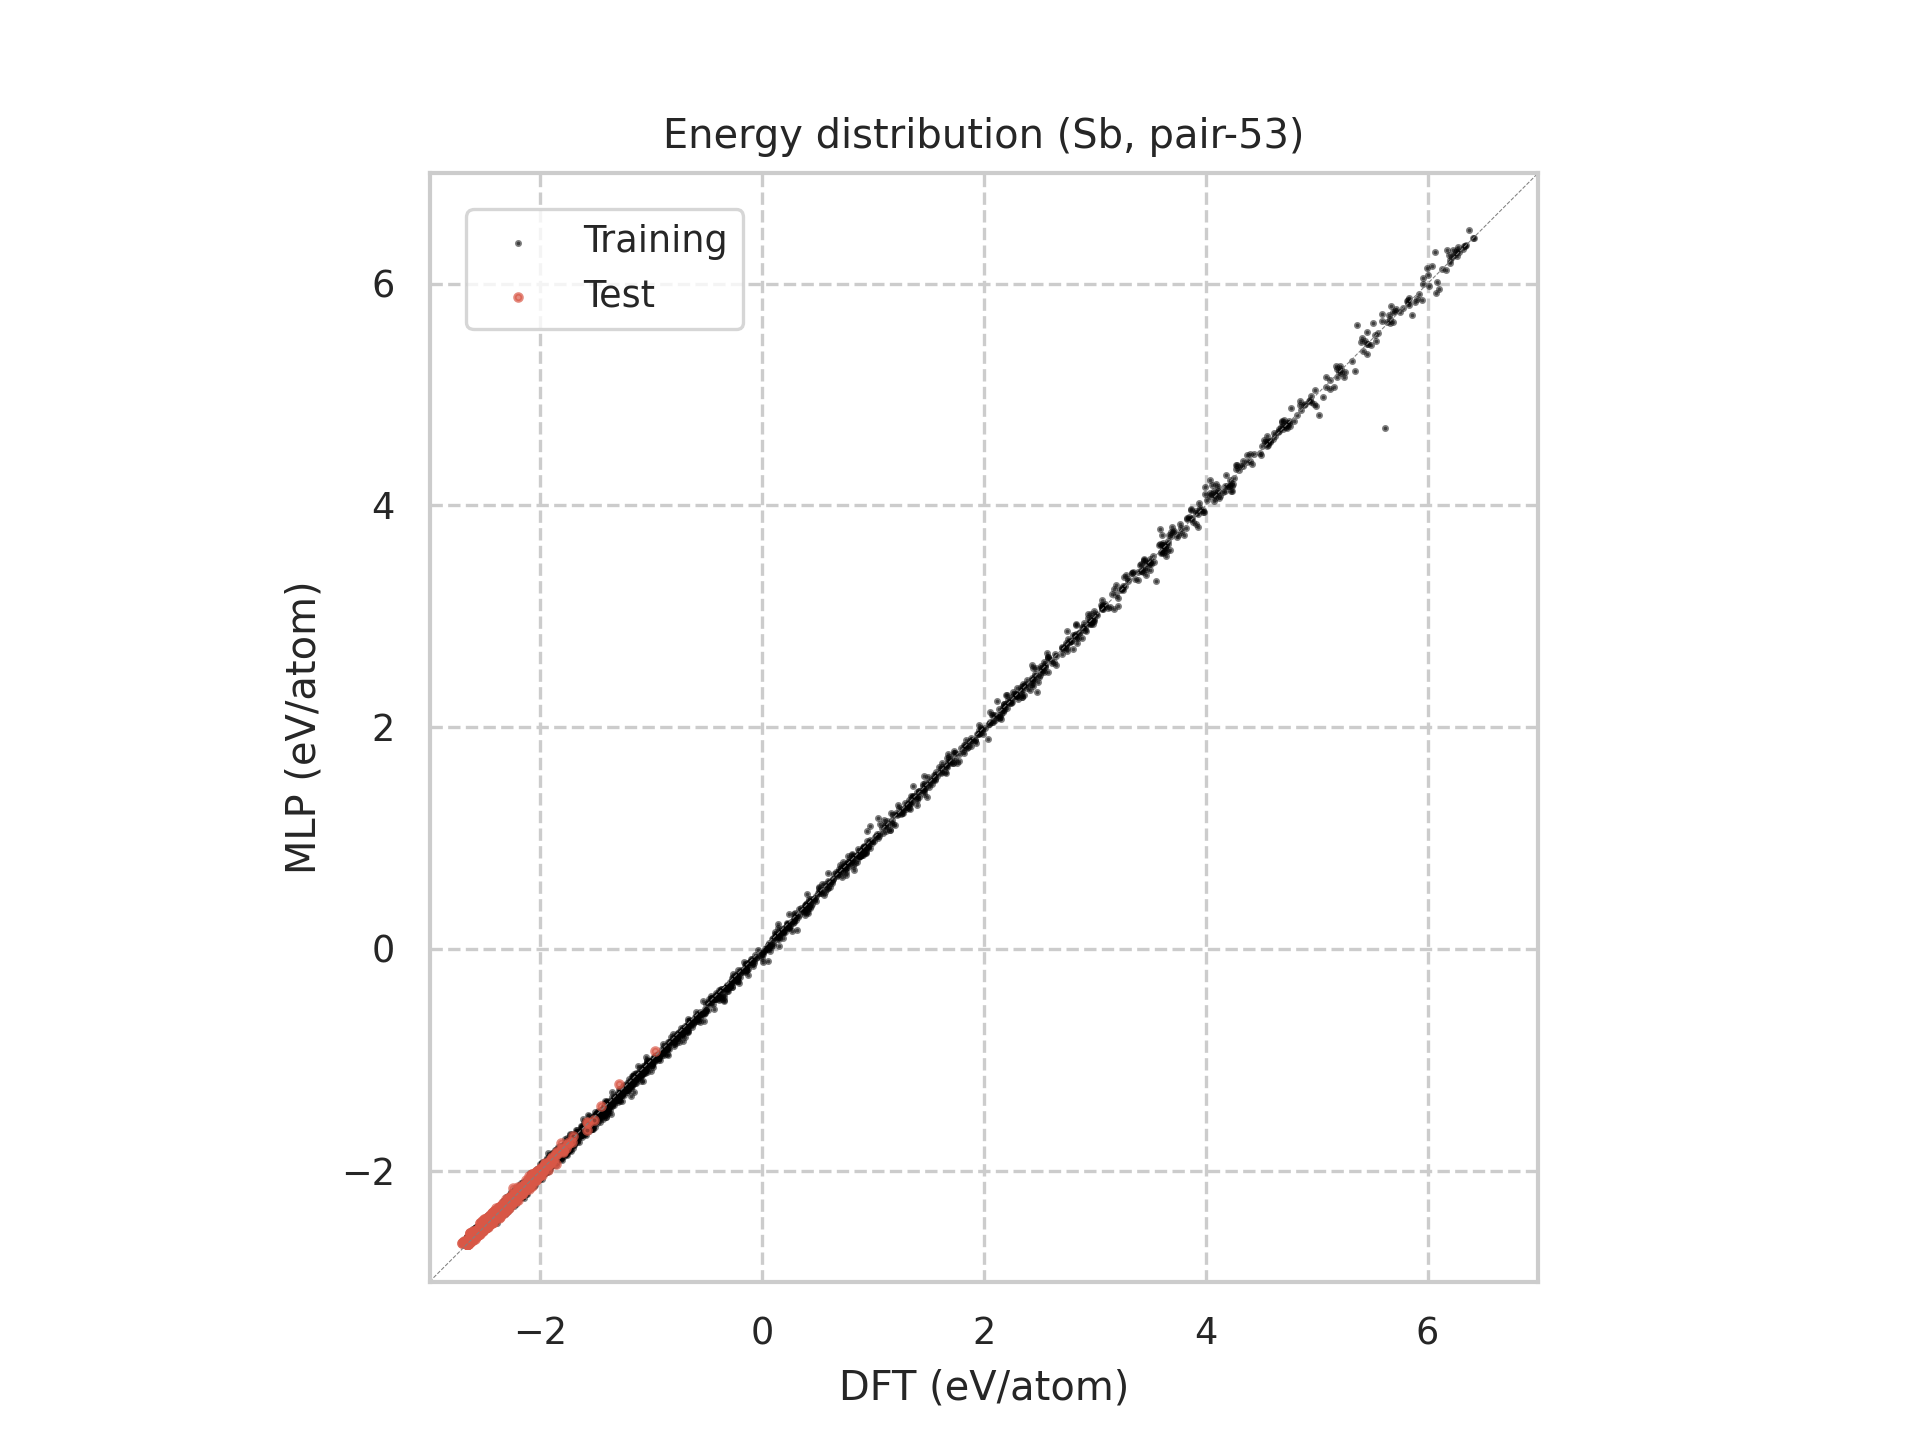 Energy distribution (Sb, pair-53)
Training
Test
6
4
2
0
−2
MLP (eV/atom)
−2 0 2 4 6
DFT (eV/atom)